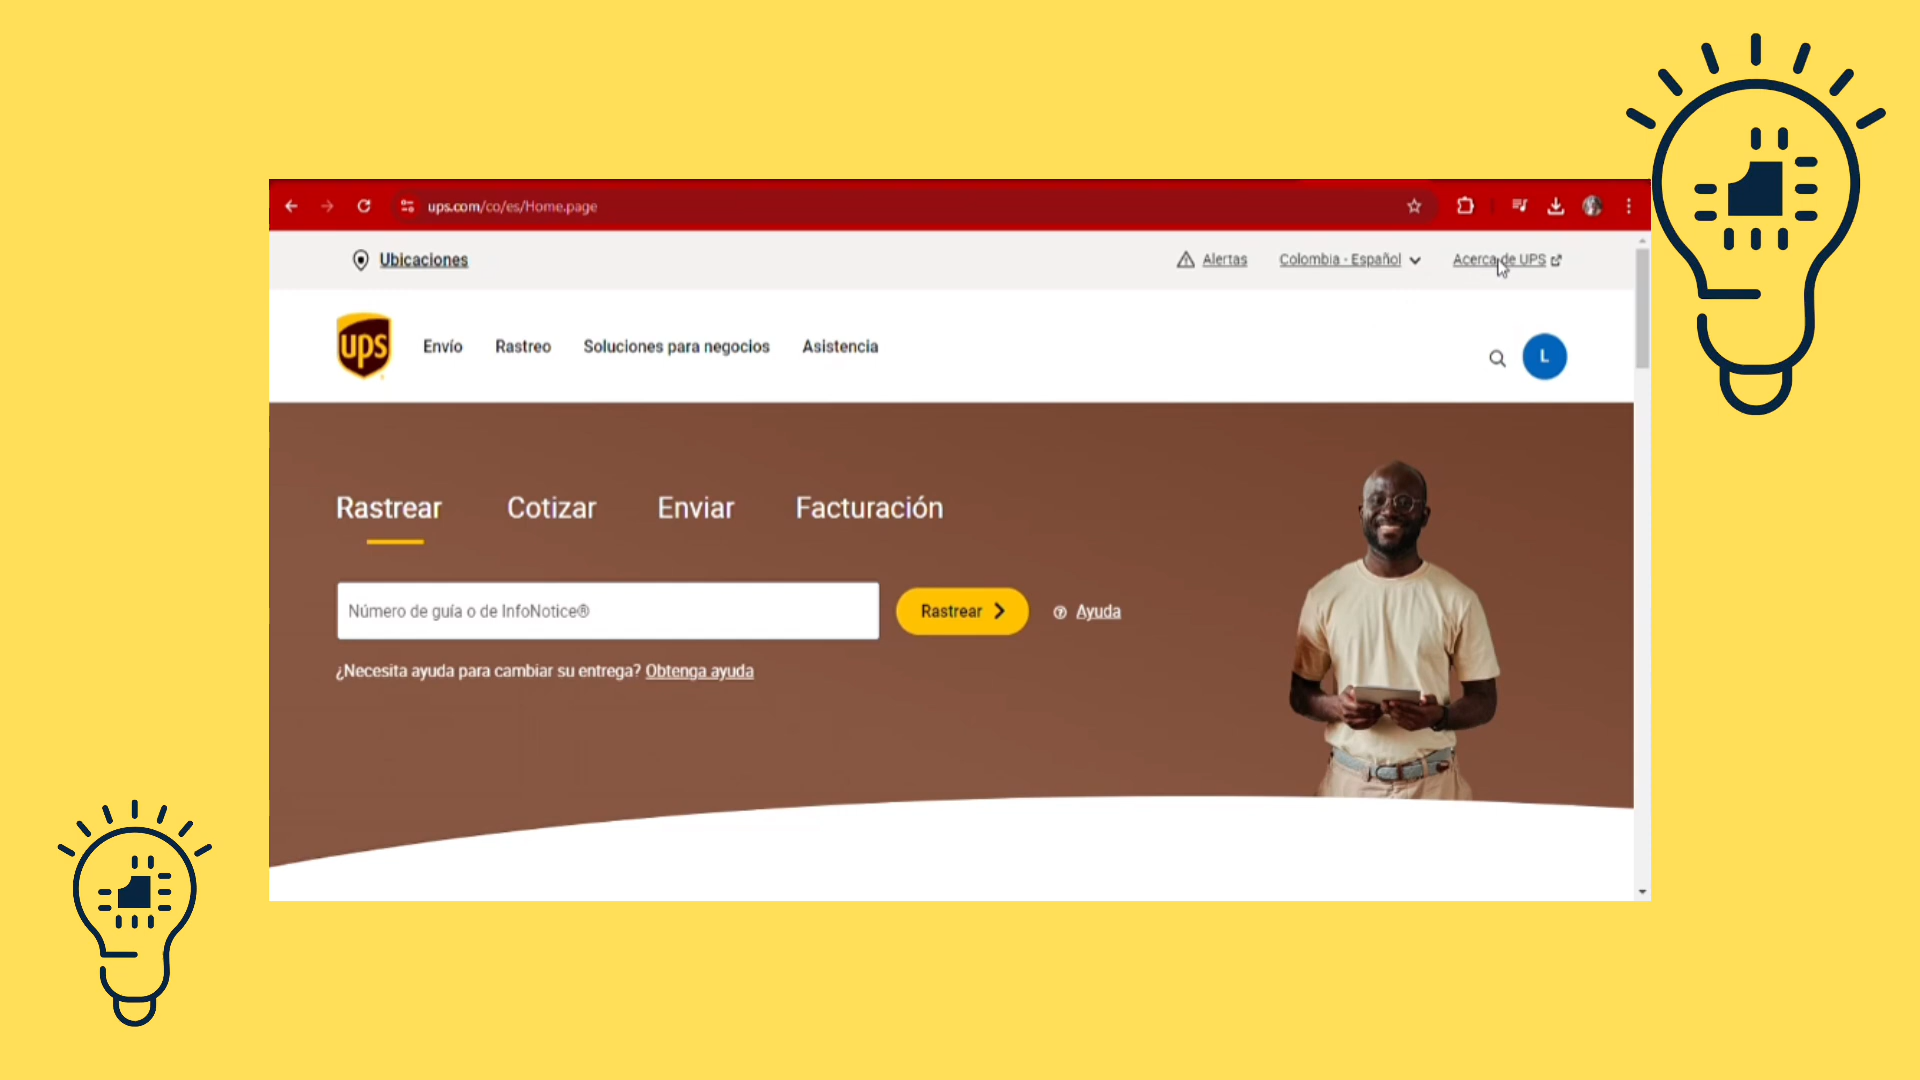 ups.com/co/es/Home.page
Ubicaciones
Alertas
Colombia - Español
Acerca de UPS
ups
Envío
Rastreo
Soluciones para negocios
Asistencia
L
Rastrear
Cotizar
Enviar
Facturación
Número de guía o de InfoNotice®
Rastrear
Ayuda
¿Necesita ayuda para cambiar su entrega? Obtenga ayuda